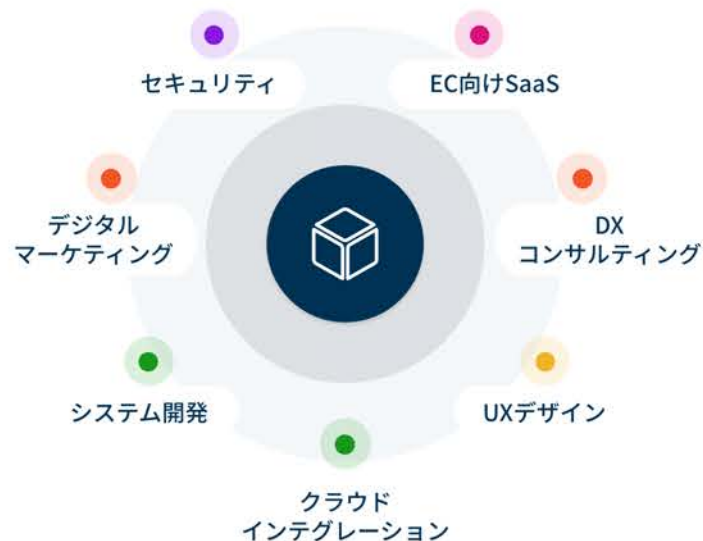 セキュリティ
EC向けSaaS
デジタル
マーケティング
DX
コンサルティング
システム開発
UXデザイン
クラウド
インテグレーション